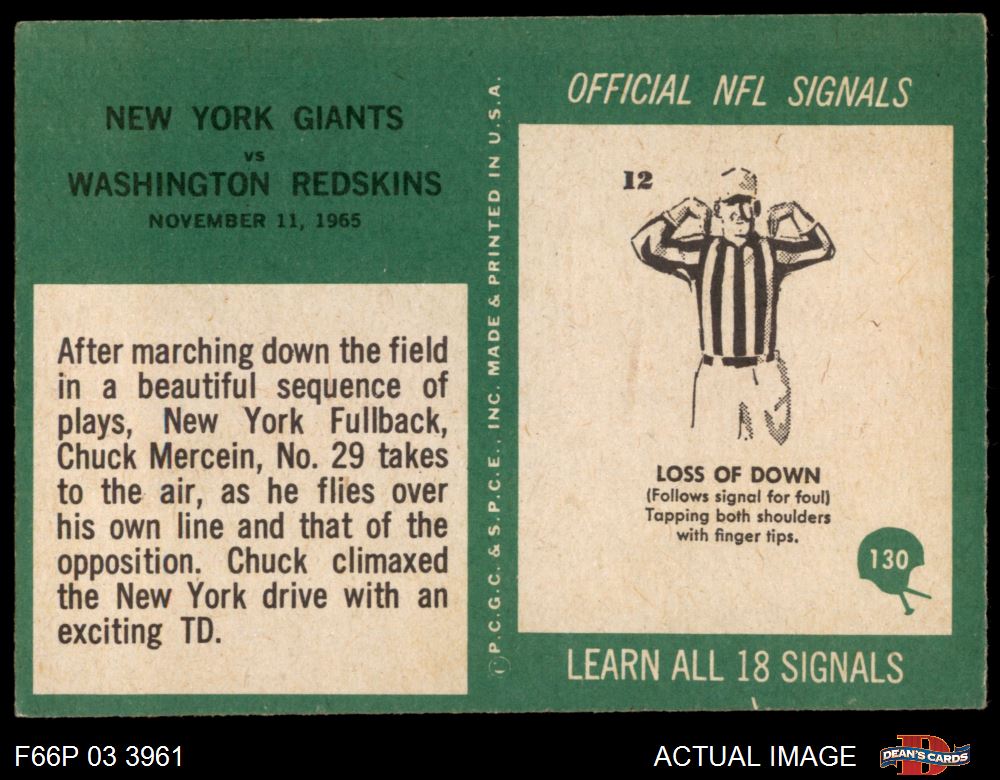 NEW YORK GIANTS
VS
WASHINGTON REDSKINS
NOVEMBER 11, 1965
After marching down the field
in a beautiful sequence of
plays, New York Fullback,
Chuck Mercein, No. 29 takes
to the air, as he flies over
his own line and that of the
opposition. Chuck climaxed
the New York drive with an
exciting TD.
P.C.G.C. & S.P.C.E., INC. MADE & PRINTED IN U.S.A.
OFFICIAL NFL SIGNALS
12
LOSS OF DOWN
(Follows signal for foul)
Tapping both shoulders
with finger tips.
130
LEARN ALL 18 SIGNALS
F66P 03 3961
ACTUAL IMAGE
DEAN'S CARDS